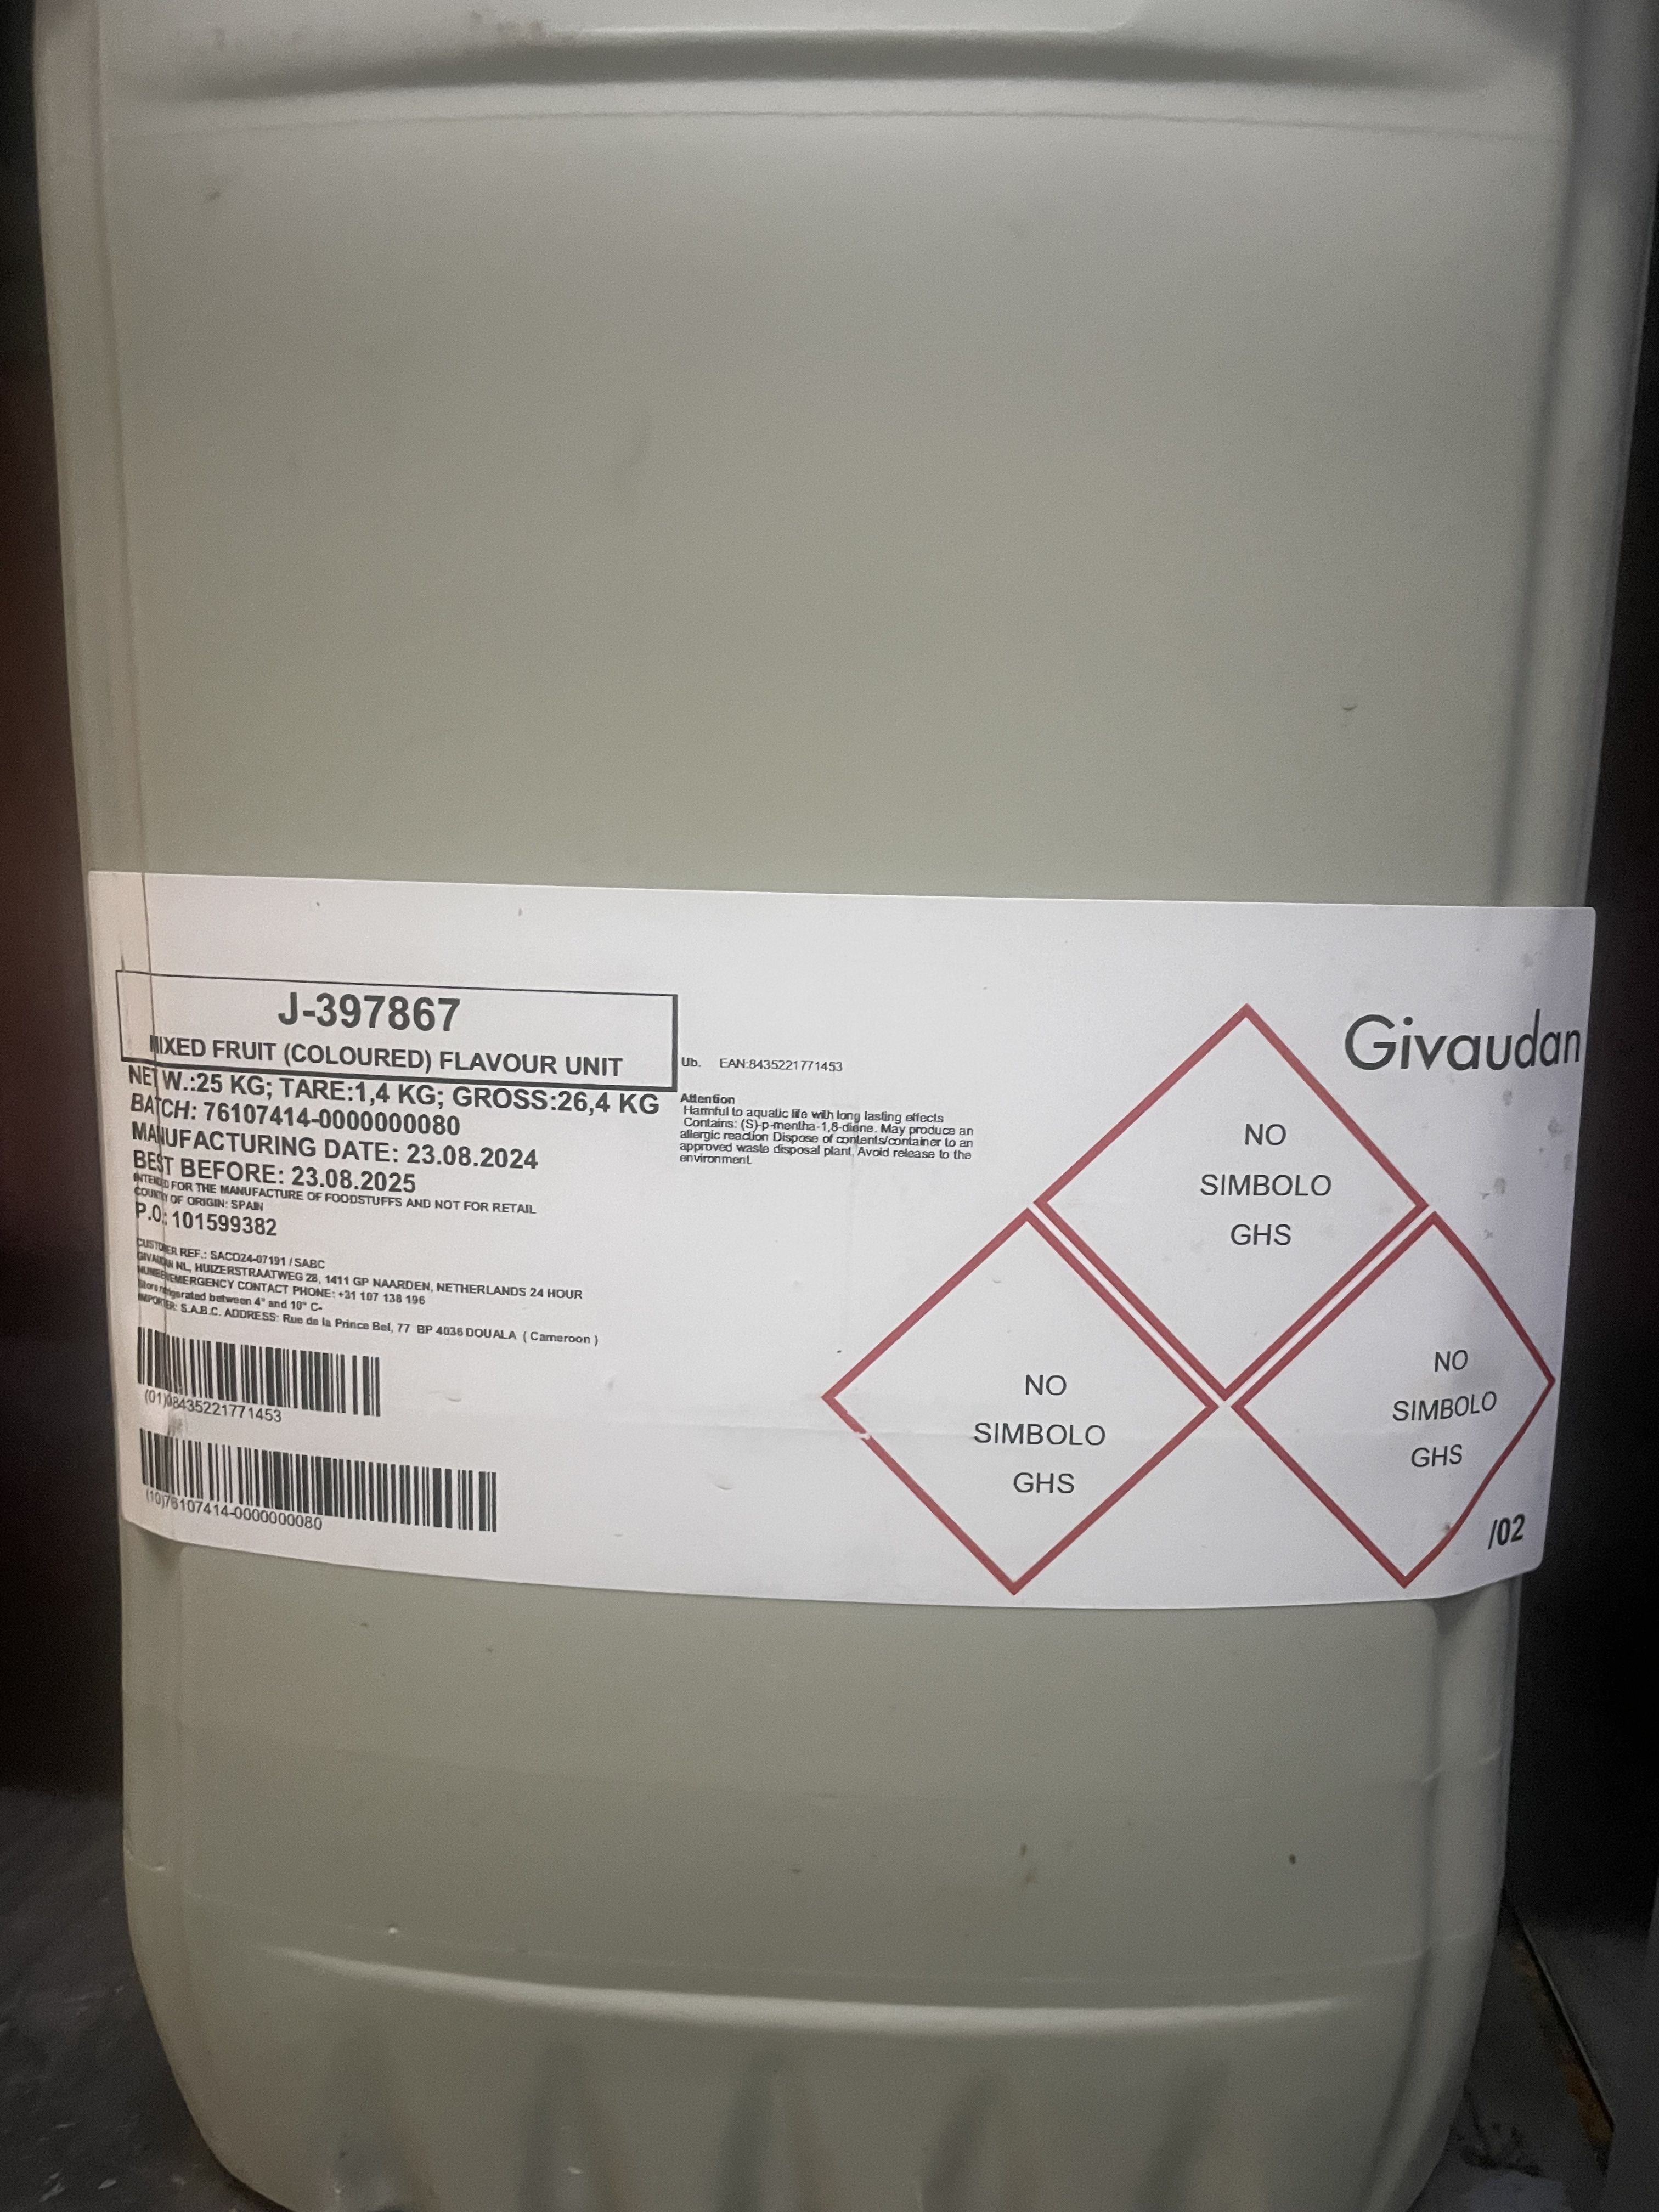 J-397867
MIXED FRUIT (COLOURED) FLAVOUR UNIT
NET W.:25 KG; TARE:1,4 KG; GROSS:26,4 KG
BATCH: 76107414-0000000080
MANUFACTURING DATE: 23.08.2024
BEST BEFORE: 23.08.2025
INTENDED FOR THE MANUFACTURE OF FOODSTUFFS AND NOT FOR RETAIL
COUNTRY OF ORIGIN: SPAIN
P.O: 101599382
CUSTOMER REF.: SACD24-07191 / SABC
GIVAUDAN NL, HUIZERSTRAATWEG 28, 1411 GP NAARDEN, NETHERLANDS 24 HOUR
NUMBER EMERGENCY CONTACT PHONE: +31 107 138 196
Store refrigerated between 4° and 10° C-
IMPORTER: S.A.B.C. ADDRESS: Rue de la Prince Bel, 77 BP 4036 DOUALA ( Cameroon )
(01)08435221771453
(10)76107414-0000000080
Ub. EAN:8435221771453
Attention
Harmful to aquatic life with long lasting effects
Contains: (S)-p-mentha-1,8-diene. May produce an
allergic reaction Dispose of contents/container to an
approved waste disposal plant, Avoid release to the
environment.
Givaudan
NO
SIMBOLO
GHS
NO
SIMBOLO
GHS
NO
SIMBOLO
GHS
/02